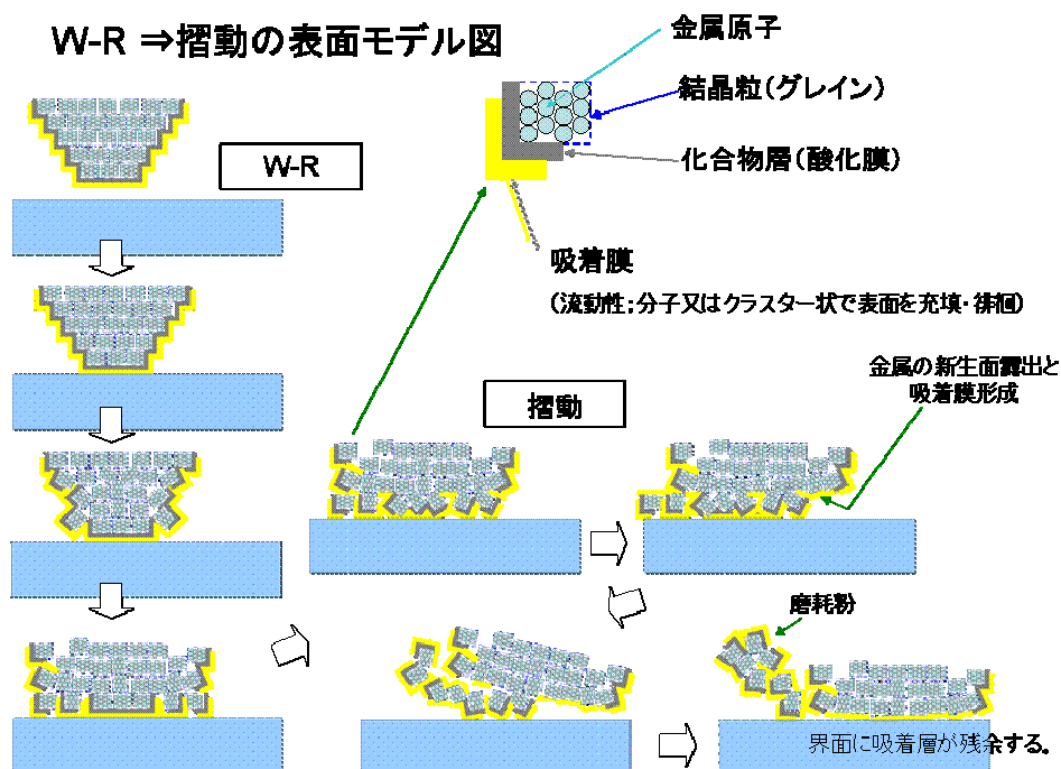 W-R ⇒摺動の表面モデル図
金属原子
結晶粒(グレイン)
化合物層(酸化膜)
W-R
吸着膜
(流動性;分子又はクラスター状で表面を充填・徘徊)
金属の新生面露出と
吸着膜形成
摺動
磨耗粉
界面に吸着層が残余する。